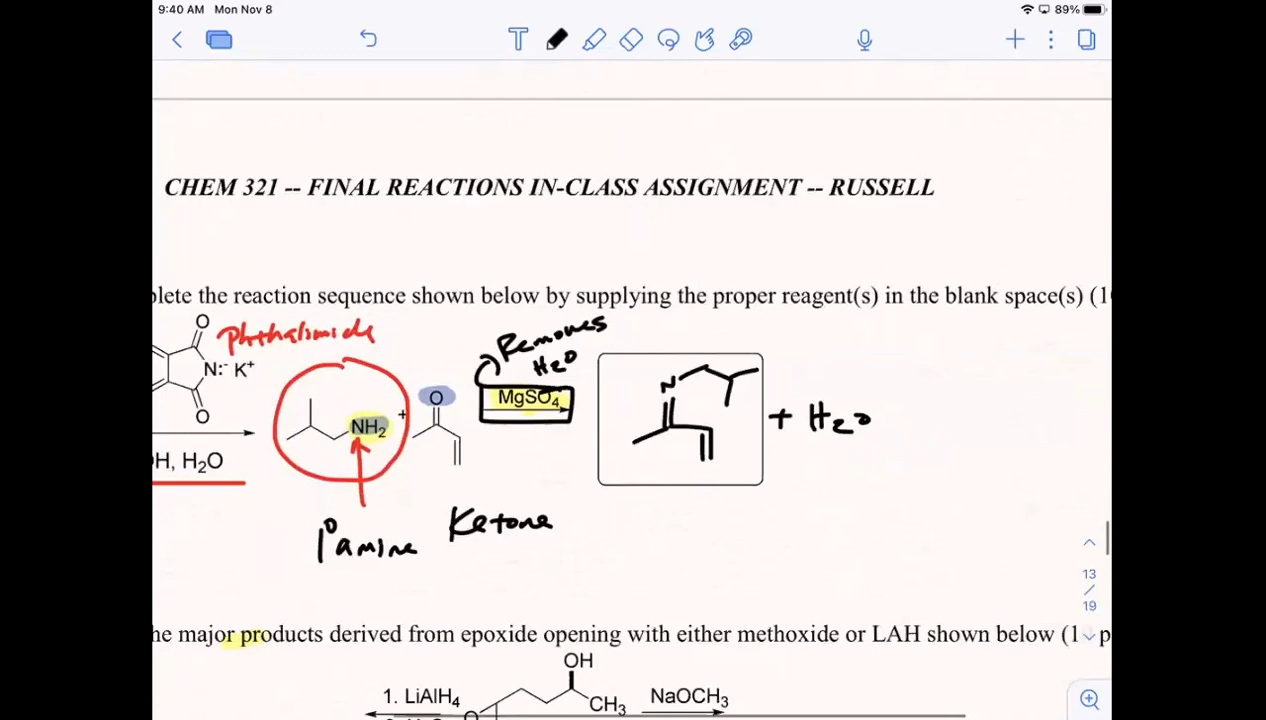 9:40 AM Mon Nov 8
89%
CHEM 321 -- FINAL REACTIONS IN-CLASS ASSIGNMENT -- RUSSELL
plete the reaction sequence shown below by supplying the proper reagent(s) in the blank space(s) (1
O
Phthalimide
Removes
H2O
N:- K+
O
MgSO4
N
NH2
+
+ H2O
O
H, H2O
1° amine
Ketone
13
/
19
he major products derived from epoxide opening with either methoxide or LAH shown below (1 p
OH
1. LiAlH4
CH3
NaOCH3
O